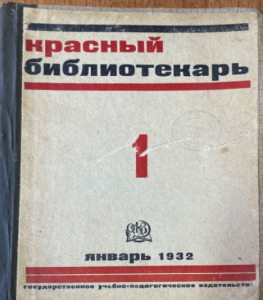 красный
библиотекарь
1
январь 1932
государственное учебно-педагогическое издательство